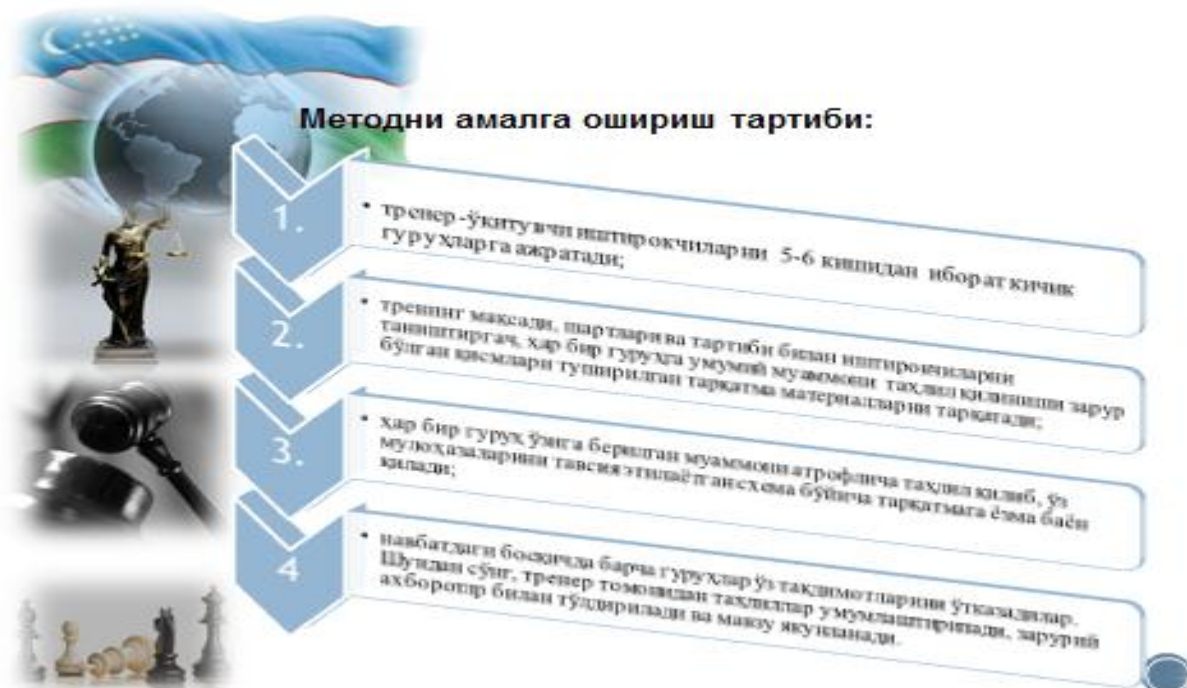 Методни амалга ошириш тартиби:
1.
• тренер-ўқитувчи иштирокчиларни 5-6 кишидан иборат кичик
гуруҳларга ажратади;
2.
• тренинг мақсади, шартлари ва тартиби билан иштирокчиларни
таништиргач, ҳар бир гуруҳга умумий муаммони таҳлил қилиниши зарур
бўлган қисмлари туширилган тарқатма материалларни тарқатади;
3.
• ҳар бир гуруҳ ўзига берилган муаммони атрофлича таҳлил қилиб, ўз
мулоҳазаларини тавсия этилаётган схема бўйича тарқатмага ёзма баён
қилади;
4
• навбатдаги босқичда барча гуруҳлар ўз тақдимотларини ўтказадилар.
Шундан сўнг, тренер томонидан таҳлиллар умумлаштирилади, зарурий
ахборотлр билан тўлдирилади ва мавзу якунланади.